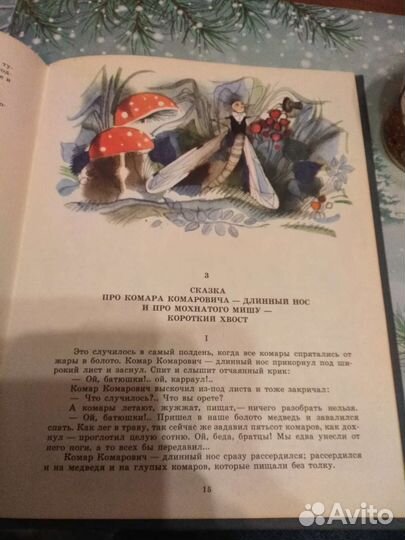 ту-
од-
е и
о-
3
СКАЗКА
ПРО КОМАРА КОМАРОВИЧА — ДЛИННЫЙ НОС
И ПРО МОХНАТОГО МИШУ —
КОРОТКИЙ ХВОСТ
I
Это случилось в самый полдень, когда все комары спрятались
от жары в болото. Комар Комарович — длинный нос прикорнул под ши-
рокий лист и заснул. Спит и слышит отчаянный крик:
— Ой, батюшки!.. ой, карраул!..
Комар Комарович выскочил из-под листа и тоже закричал:
— Что случилось?.. Что вы орете?
А комары летают, жужжат, пищат,— ничего разобрать нельзя.
— Ой, батюшки!.. Пришел в наше болото медведь и завалился
спать. Как лег в траву, так сейчас же задавил пятьсот комаров, как дох-
нул — проглотил целую сотню. Ой, беда, братцы! Мы едва унесли от
него ноги, а то всех бы передавил...
Комар Комарович — длинный нос сразу рассердился; рассердился
и на медведя и на глупых комаров, которые пищали без толку.
15
Avito